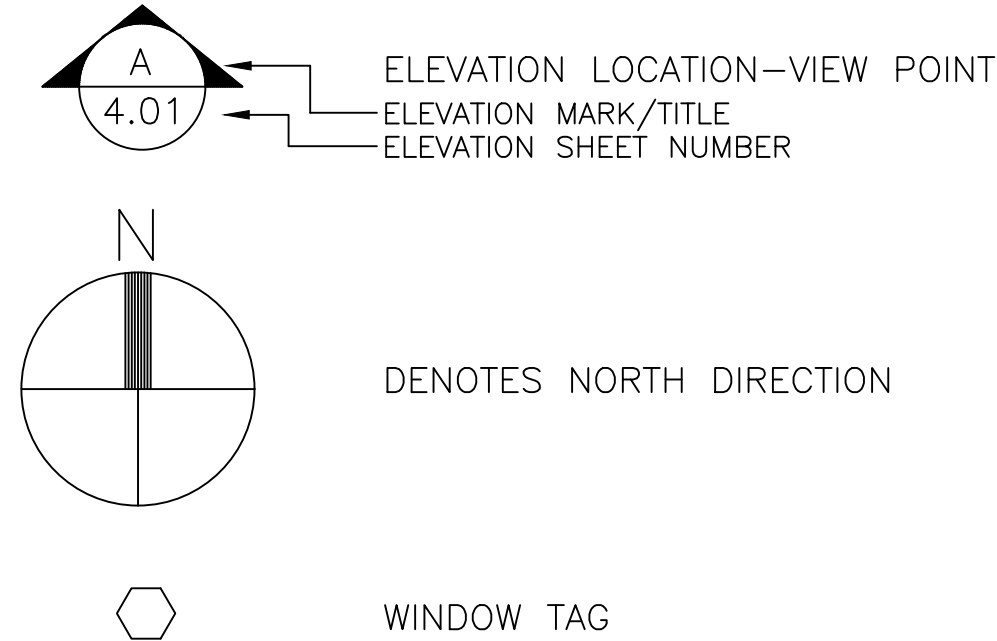 A
4.01
ELEVATION LOCATION-VIEW POINT
ELEVATION MARK/TITLE
ELEVATION SHEET NUMBER
N
DENOTES NORTH DIRECTION
WINDOW TAG